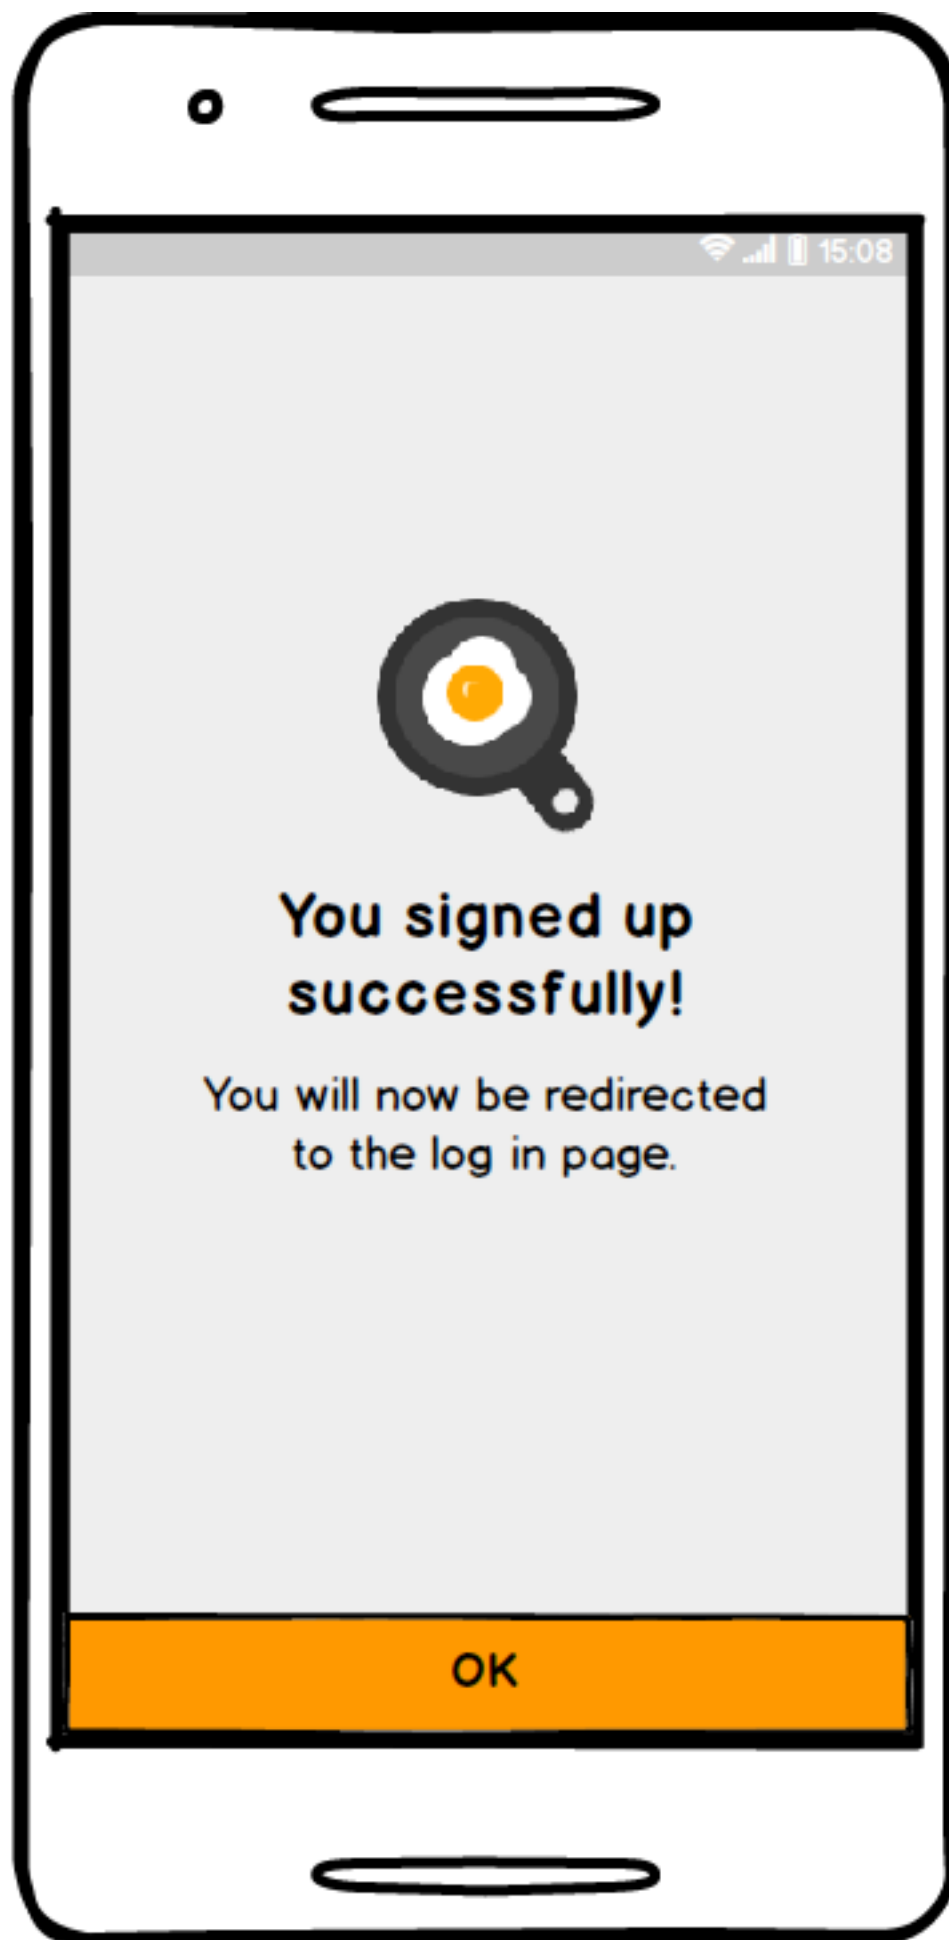 15:08
You signed up
successfully!
You will now be redirected
to the log in page.
OK